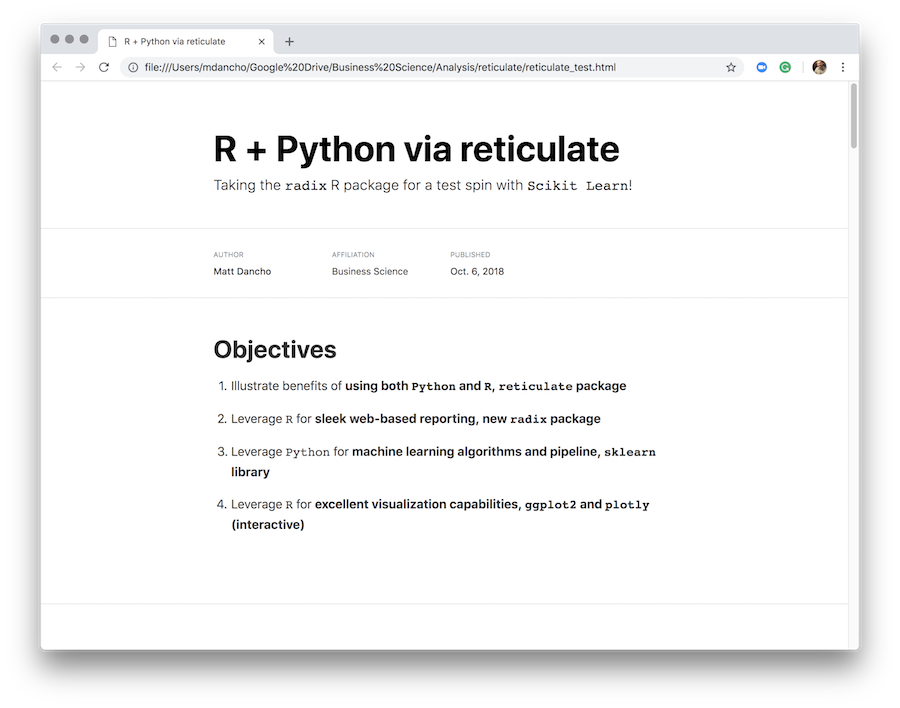 R + Python via reticulate
file:///Users/mdancho/Google%20Drive/Business%20Science/Analysis/reticulate/reticulate_test.html
R + Python via reticulate
Taking the radix R package for a test spin with Scikit Learn!
AUTHOR AFFILIATION PUBLISHED
Matt Dancho Business Science Oct. 6, 2018
Objectives
1. Illustrate benefits of using both Python and R, reticulate package
2. Leverage R for sleek web-based reporting, new radix package
3. Leverage Python for machine learning algorithms and pipeline, sklearn
library
4. Leverage R for excellent visualization capabilities, ggplot2 and plotly
(interactive)